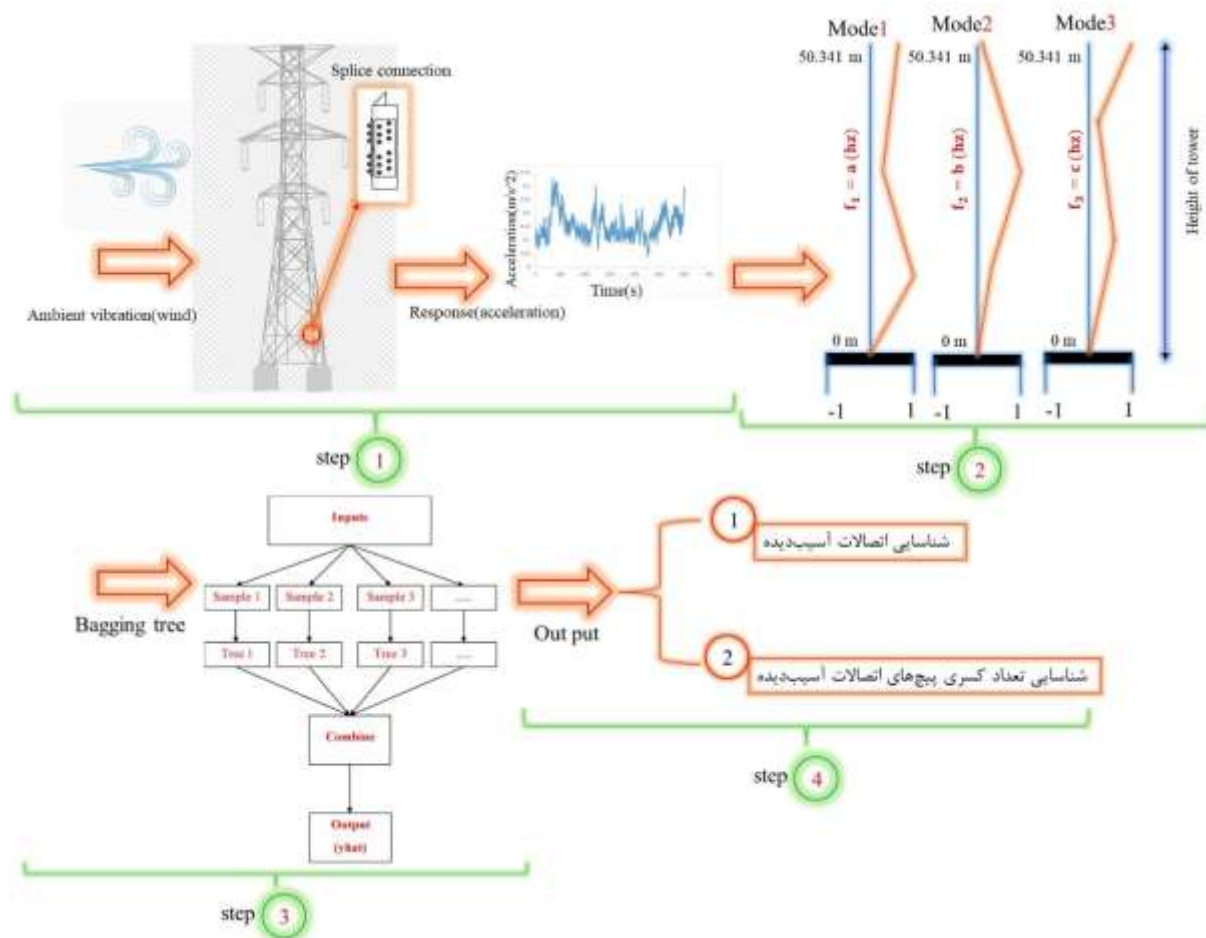 Splice connection
Ambient vibration(wind)
Response(acceleration)
Acceleration(m/s^2)
Time(s)
Mode1
50.341 m
f₁ = a (hz)
0 m
-1 1
Mode2
50.341 m
f₂ = b (hz)
0 m
-1 1
Mode3
50.341 m
f₃ = c (hz)
0 m
-1 1
Height of tower
step 1
step 2
Bagging tree
Inputs
Sample 1 Sample 2 Sample 3 ......
Tree 1 Tree 2 Tree 3 ......
Combine
Output
(yhat)
step 3
Out put
1
شناسایی اتصالات آسیب‌دیده
2
شناسایی تعداد کسری پیچ‌های اتصالات آسیب‌دیده
step 4